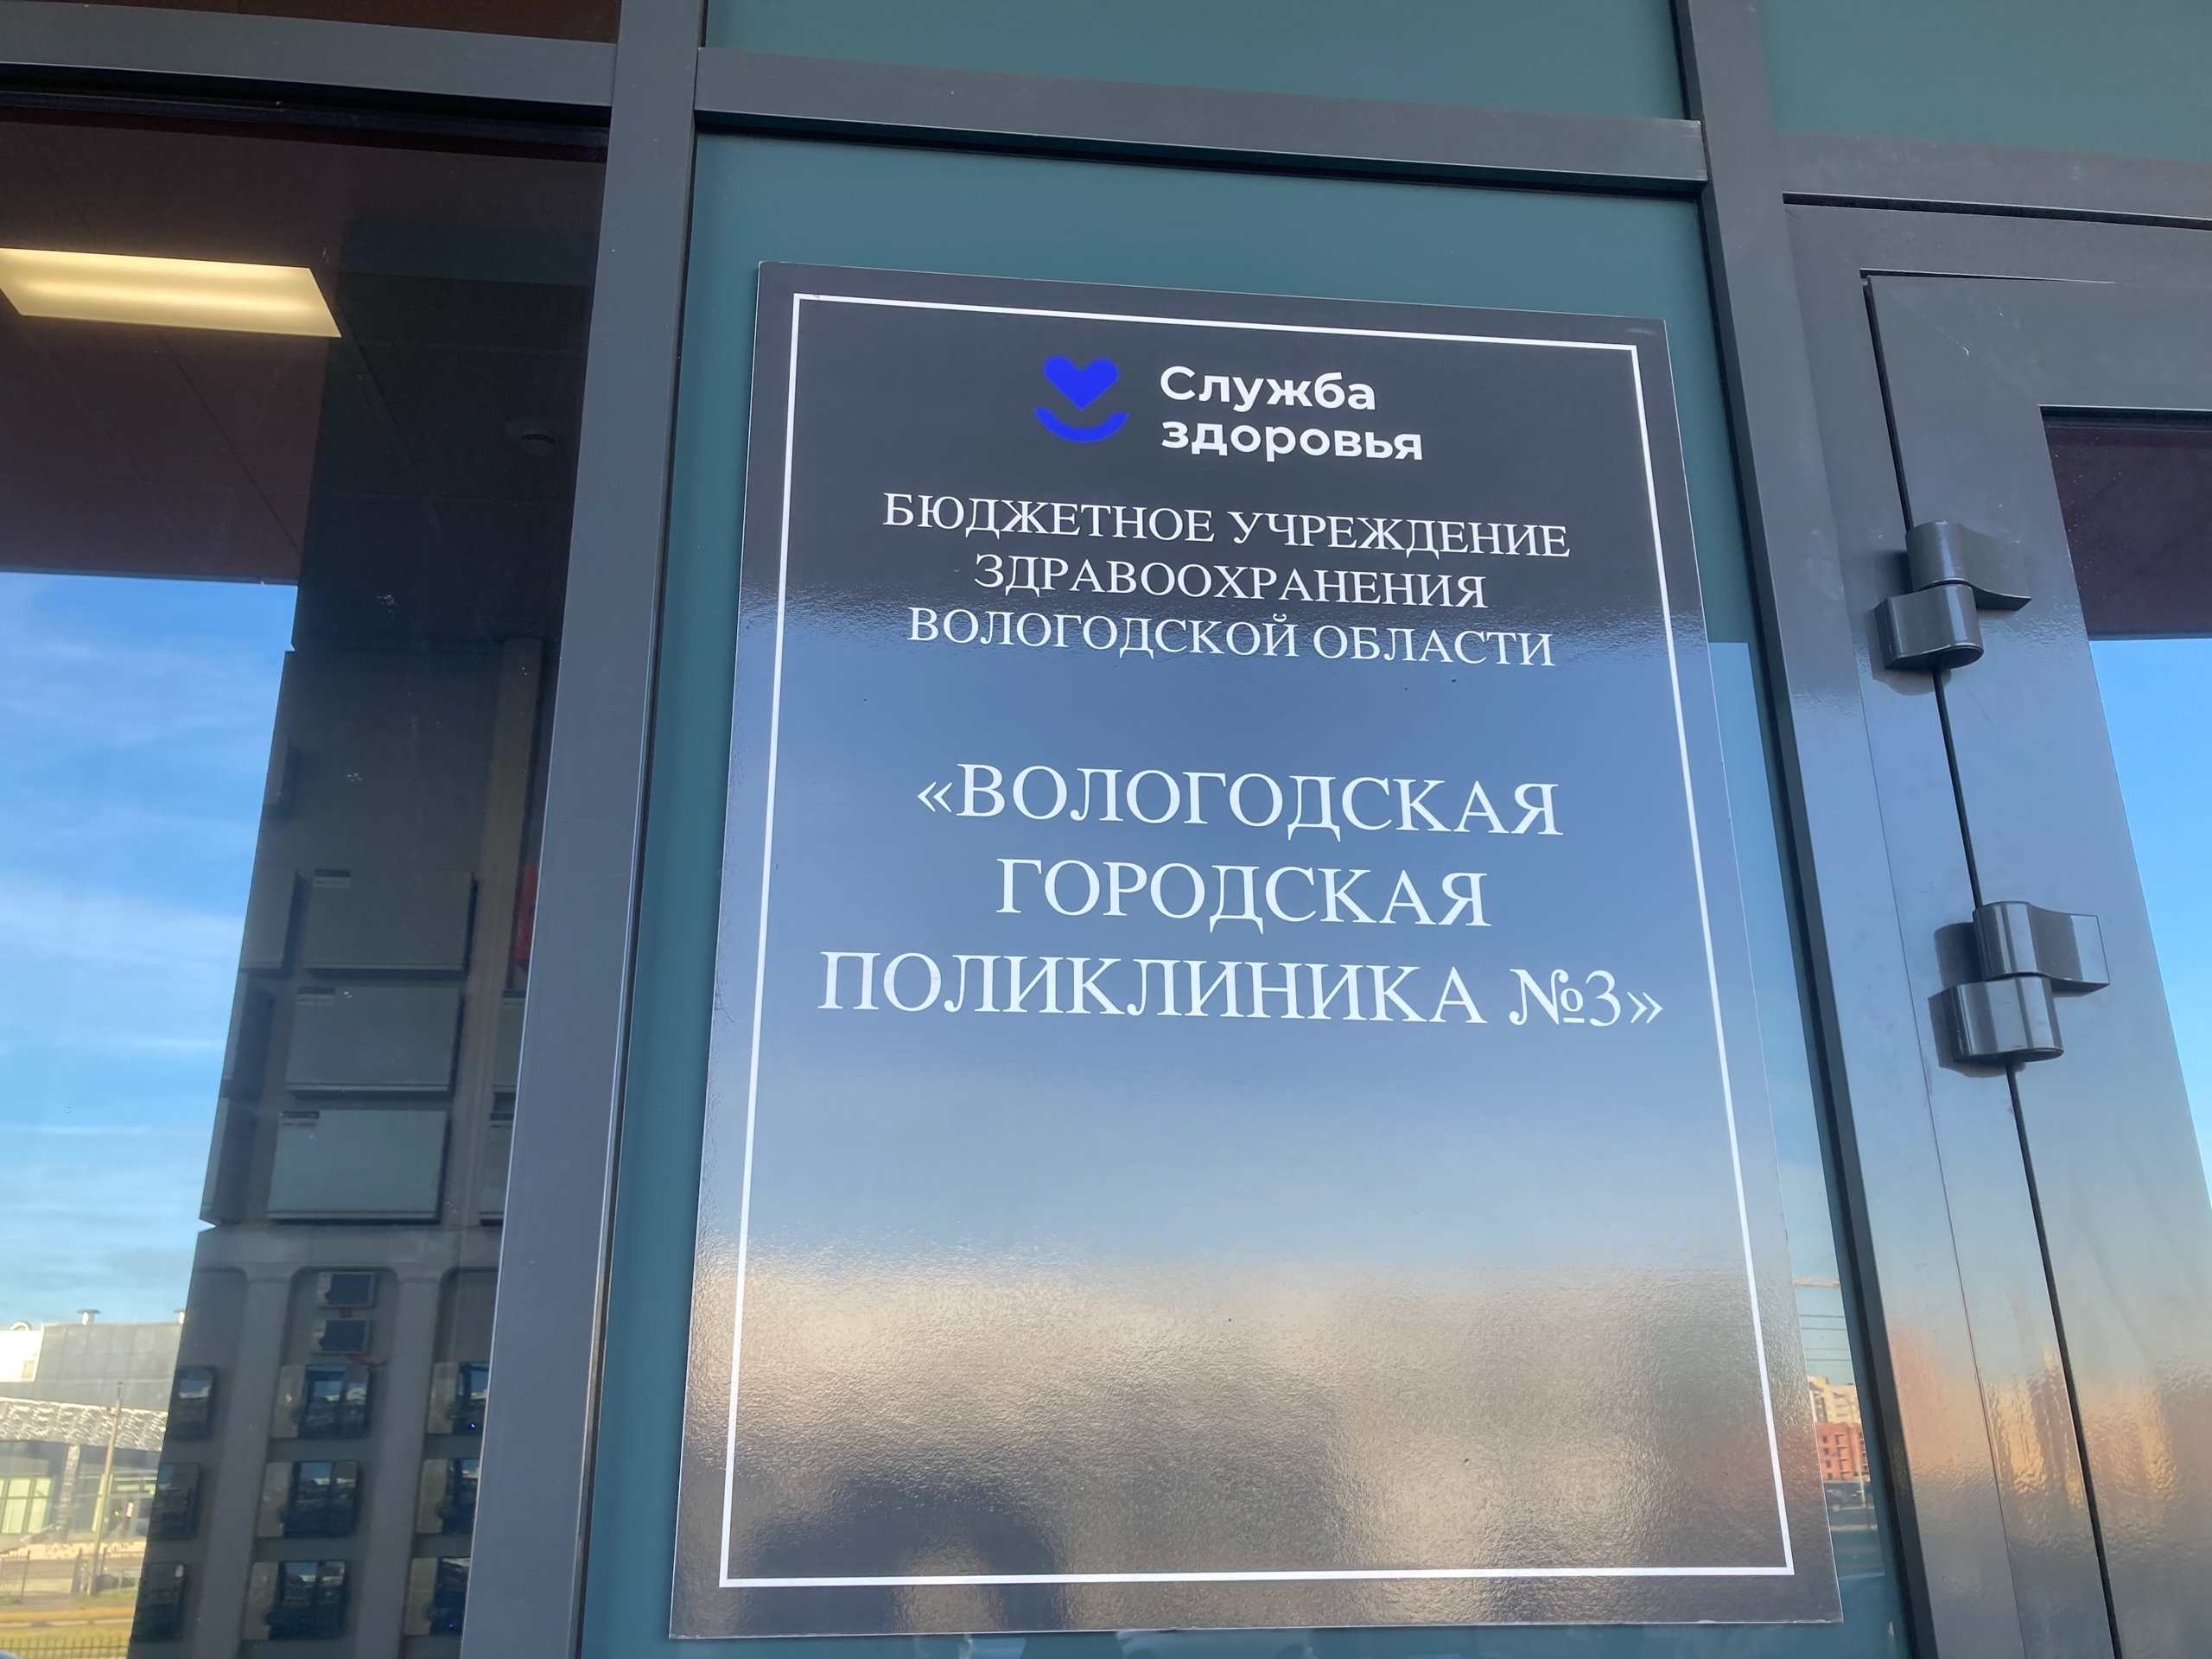 Служба
здоровья
БЮДЖЕТНОЕ УЧРЕЖДЕНИЕ
ЗДРАВООХРАНЕНИЯ
ВОЛОГОДСКОЙ ОБЛАСТИ
«ВОЛОГОДСКАЯ
ГОРОДСКАЯ
ПОЛИКЛИНИКА №3»